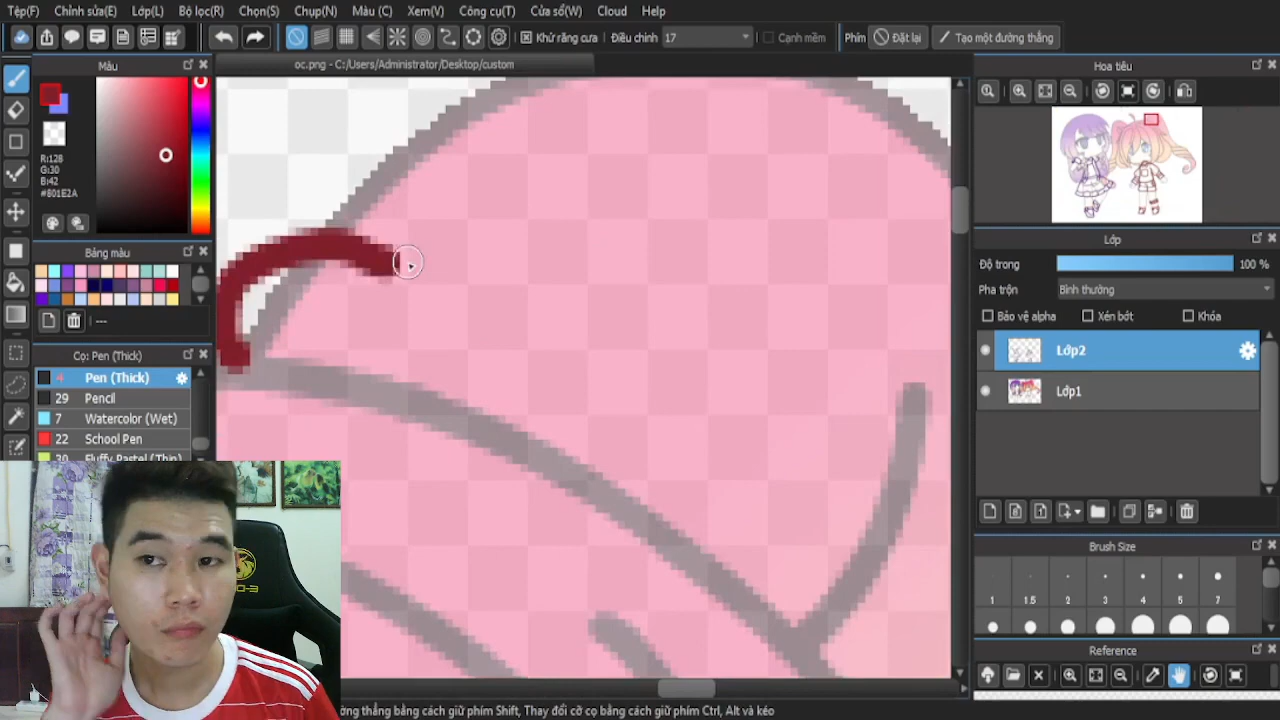 Tệp(F) Chỉnh sửa(E) Lớp(L) Bộ lọc(R) Chọn(S) Chụp(N) Màu (C) Xem(V) Công cụ(T) Cửa sổ(W) Cloud Help
Khử răng cưa Điều chỉnh 17 Cạnh mềm Phím Đặt lại Tạo một đường thẳng
Màu
oc.png - C:/Users/Administrator/Desktop/custom
Hoa tiêu
R:128
G:30
B:42
#801E2A
Bảng màu
---
Cọ: Pen (Thick)
4 Pen (Thick)
29 Pencil
7 Watercolor (Wet)
22 School Pen
30 Fluffy Pastel (Thin)
Lớp
Độ trong 100 %
Pha trộn Bình thường
Bảo vệ alpha Xén bớt Khóa
Lớp2
Lớp1
Brush Size
1 1.5 2 3 4 5 7
Reference
thẳng bằng cách giữ phím Shift, Thay đổi cỡ cọ bằng cách giữ phím Ctrl, Alt và kéo